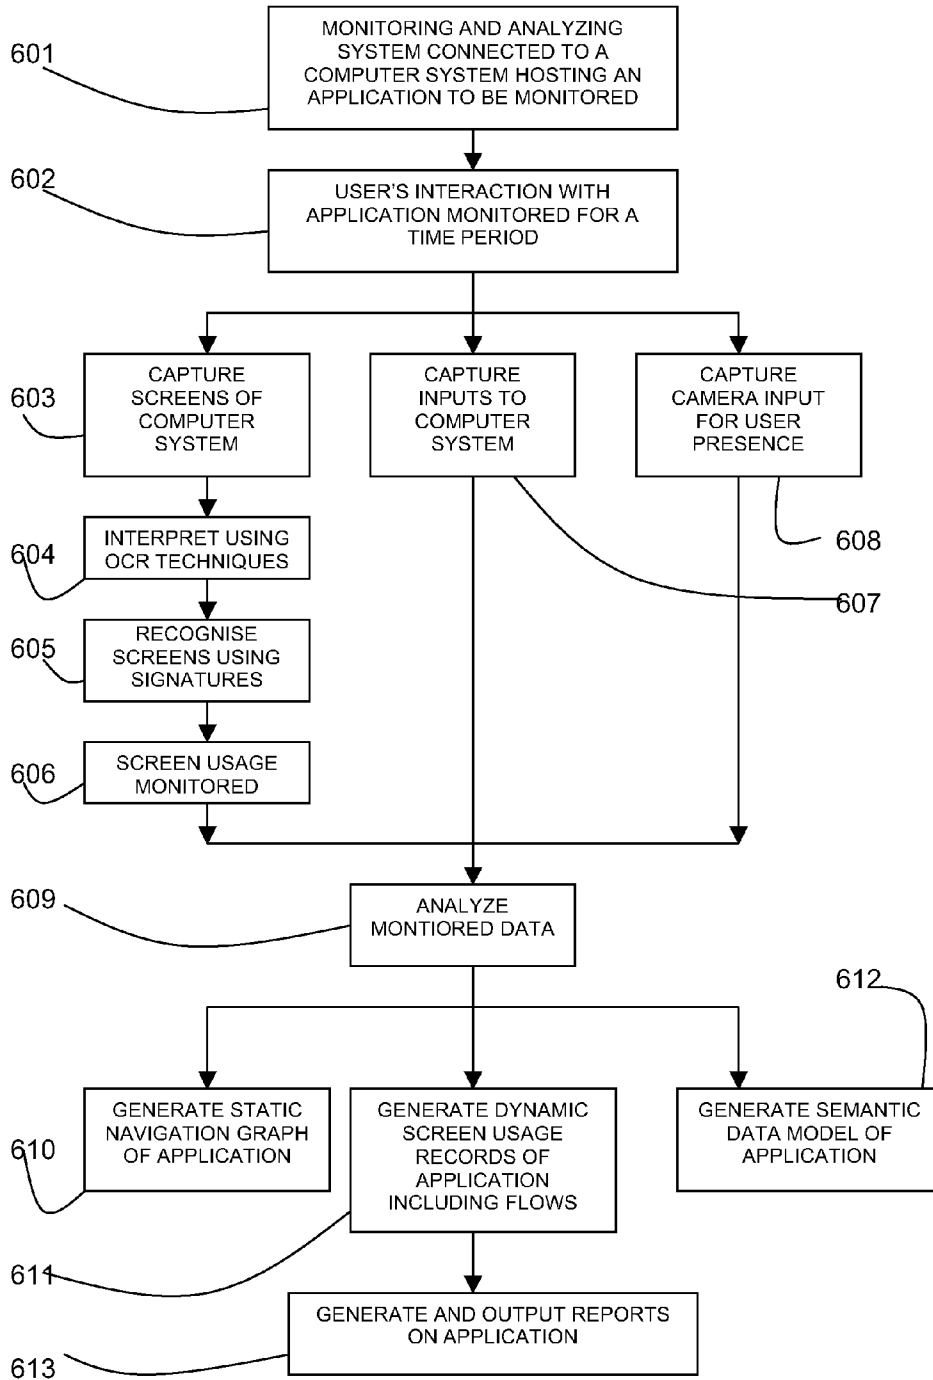 601
MONITORING AND ANALYZING
SYSTEM CONNECTED TO A
COMPUTER SYSTEM HOSTING AN
APPLICATION TO BE MONITORED
602
USER'S INTERACTION WITH
APPLICATION MONITORED FOR A
TIME PERIOD
603
CAPTURE
SCREENS OF
COMPUTER
SYSTEM
CAPTURE
INPUTS TO
COMPUTER
SYSTEM
CAPTURE
CAMERA INPUT
FOR USER
PRESENCE
604
INTERPRET USING
OCR TECHNIQUES
608
607
605
RECOGNISE
SCREENS USING
SIGNATURES
606
SCREEN USAGE
MONITORED
609
ANALYZE
MONTIORED DATA
612
610
GENERATE STATIC
NAVIGATION GRAPH
OF APPLICATION
GENERATE DYNAMIC
SCREEN USAGE
RECORDS OF
APPLICATION
INCLUDING FLOWS
GENERATE SEMANTIC
DATA MODEL OF
APPLICATION
611
GENERATE AND OUTPUT REPORTS
ON APPLICATION
613